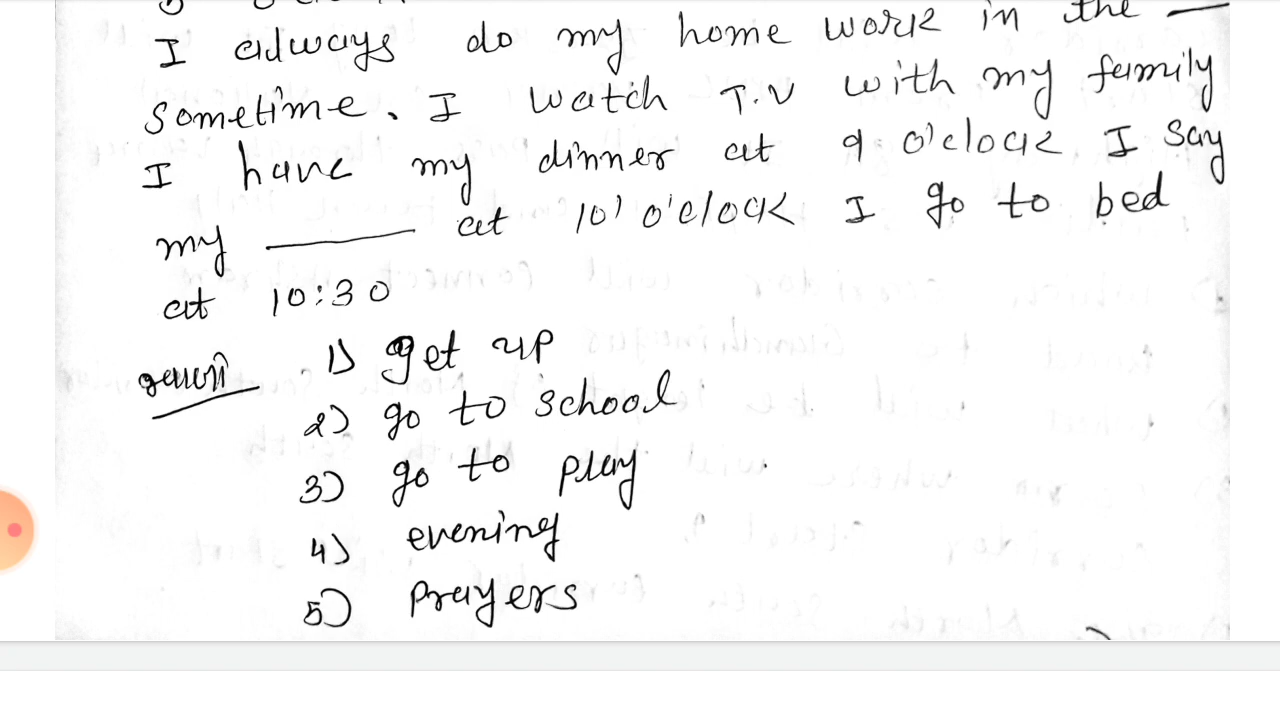 I always do my home work in the —
sometime. I watch T.V with my family
I have my dinner at 9 o'clock I say
my ______ at 10' o'clock I go to bed
at 10:30
જવાબ
1) get up
2) go to school
3) go to play
4) evening
5) Prayers